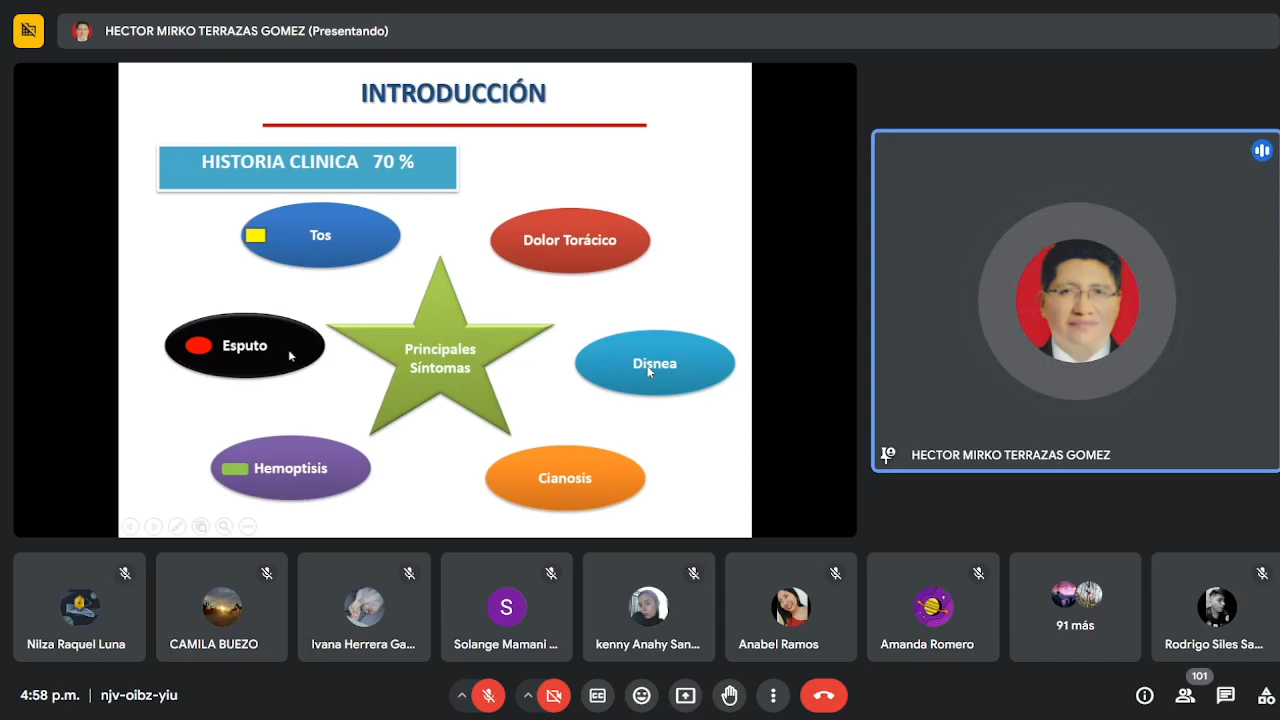 HECTOR MIRKO TERRAZAS GOMEZ (Presentando)
INTRODUCCIÓN
HISTORIA CLINICA 70 %
Tos
Dolor Torácico
Esputo
Principales
Síntomas
Disnea
Hemoptisis
Cianosis
HECTOR MIRKO TERRAZAS GOMEZ
Nilza Raquel Luna
CAMILA BUEZO
Ivana Herrera Ga...
S
Solange Mamani ...
kenny Anahy San...
Anabel Ramos
Amanda Romero
91 más
Rodrigo Siles Sa...
4:58 p.m. | njv-oibz-yiu
101